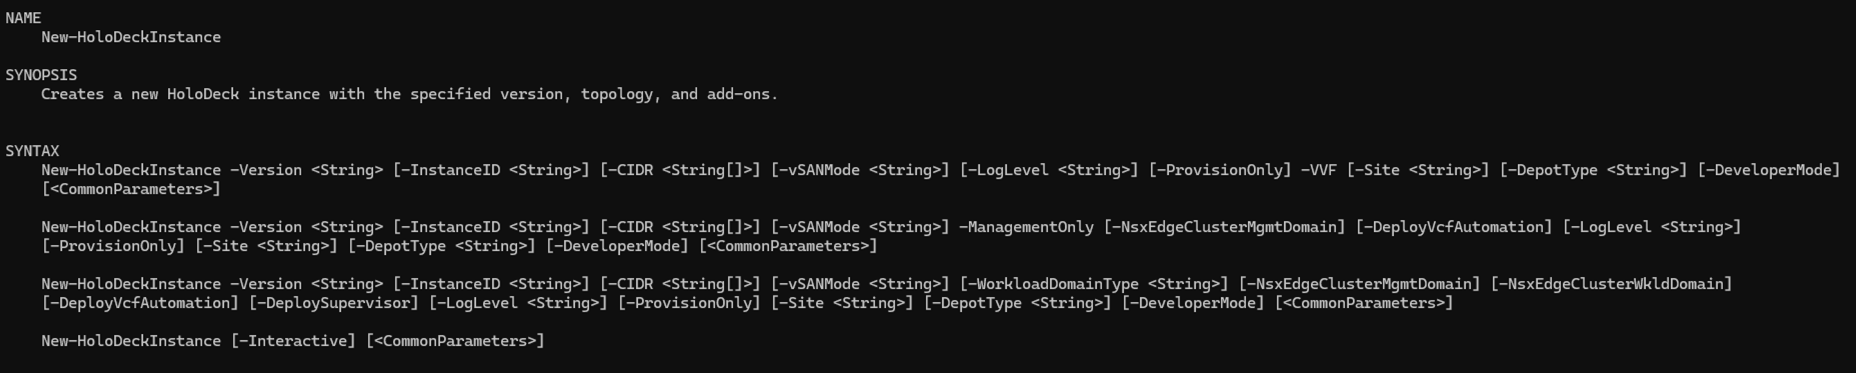 NAME
New-HoloDeckInstance
SYNOPSIS
Creates a new HoloDeck instance with the specified version, topology, and add-ons.
SYNTAX
New-HoloDeckInstance -Version <String> [-InstanceID <String>] [-CIDR <String[]>] [-vSANMode <String>] [-LogLevel <String>] [-ProvisionOnly] -VVF [-Site <String>] [-DepotType <String>] [-DeveloperMode]
[<CommonParameters>]
New-HoloDeckInstance -Version <String> [-InstanceID <String>] [-CIDR <String[]>] [-vSANMode <String>] -ManagementOnly [-NsxEdgeClusterMgmtDomain] [-DeployVcfAutomation] [-LogLevel <String>]
[-ProvisionOnly] [-Site <String>] [-DepotType <String>] [-DeveloperMode] [<CommonParameters>]
New-HoloDeckInstance -Version <String> [-InstanceID <String>] [-CIDR <String[]>] [-vSANMode <String>] [-WorkloadDomainType <String>] [-NsxEdgeClusterMgmtDomain] [-NsxEdgeClusterWkldDomain]
[-DeployVcfAutomation] [-DeploySupervisor] [-LogLevel <String>] [-ProvisionOnly] [-Site <String>] [-DepotType <String>] [-DeveloperMode] [<CommonParameters>]
New-HoloDeckInstance [-Interactive] [<CommonParameters>]